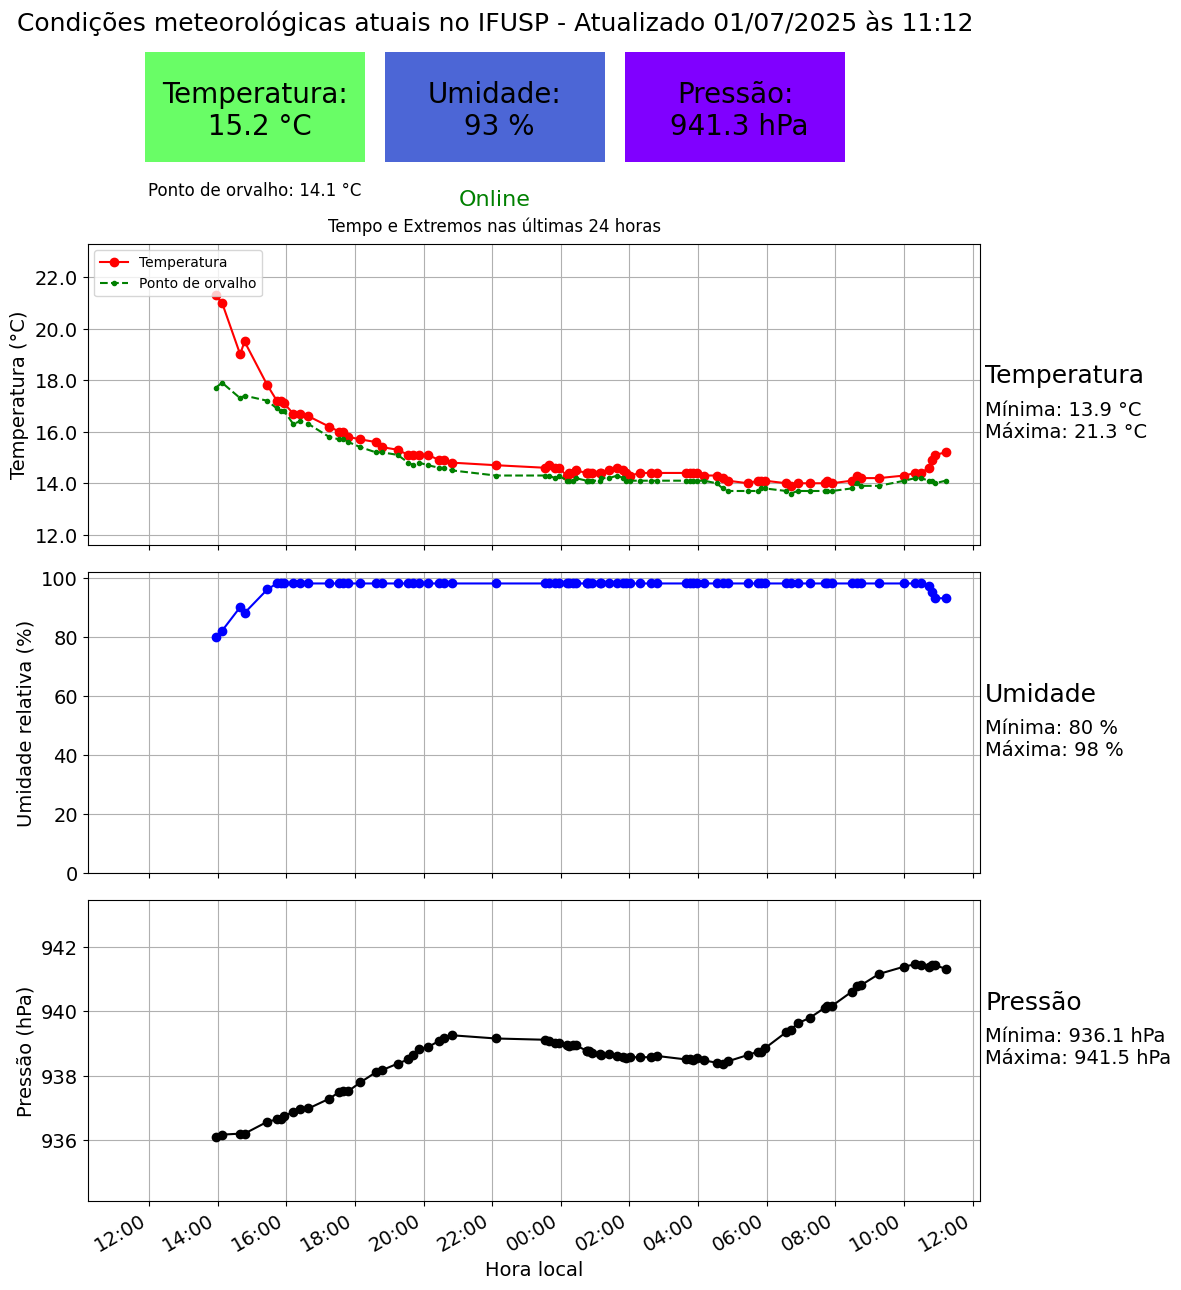 Condições meteorológicas atuais no IFUSP - Atualizado 01/07/2025 às 11:12
Temperatura:
15.2 °C
Umidade:
93 %
Pressão:
941.3 hPa
Ponto de orvalho: 14.1 °C
Online
Tempo e Extremos nas últimas 24 horas
Temperatura
Ponto de orvalho
Temperatura (°C)
22.0
20.0
18.0
16.0
14.0
12.0
Temperatura
Mínima: 13.9 °C
Máxima: 21.3 °C
Umidade relativa (%)
100
80
60
40
20
0
Umidade
Mínima: 80 %
Máxima: 98 %
Pressão (hPa)
942
940
938
936
Pressão
Mínima: 936.1 hPa
Máxima: 941.5 hPa
12:00
14:00
16:00
18:00
20:00
22:00
00:00
02:00
04:00
06:00
08:00
10:00
12:00
Hora local